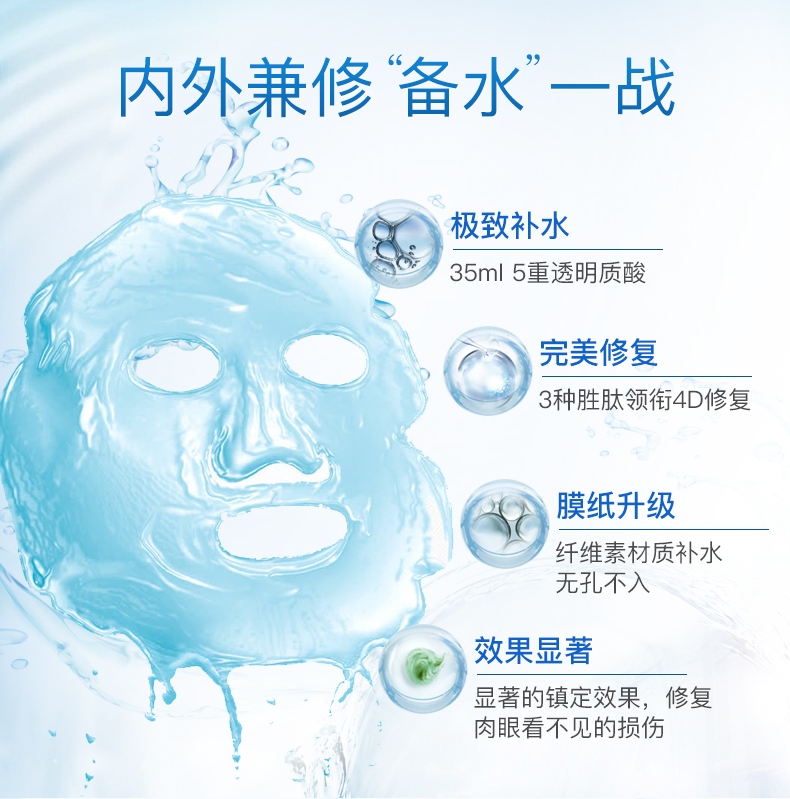 内外兼修“备水”一战
极致补水
35ml 5重透明质酸
完美修复
3种胜肽领衔4D修复
膜纸升级
纤维素材质补水
无孔不入
效果显著
显著的镇定效果，修复
肉眼看不见的损伤